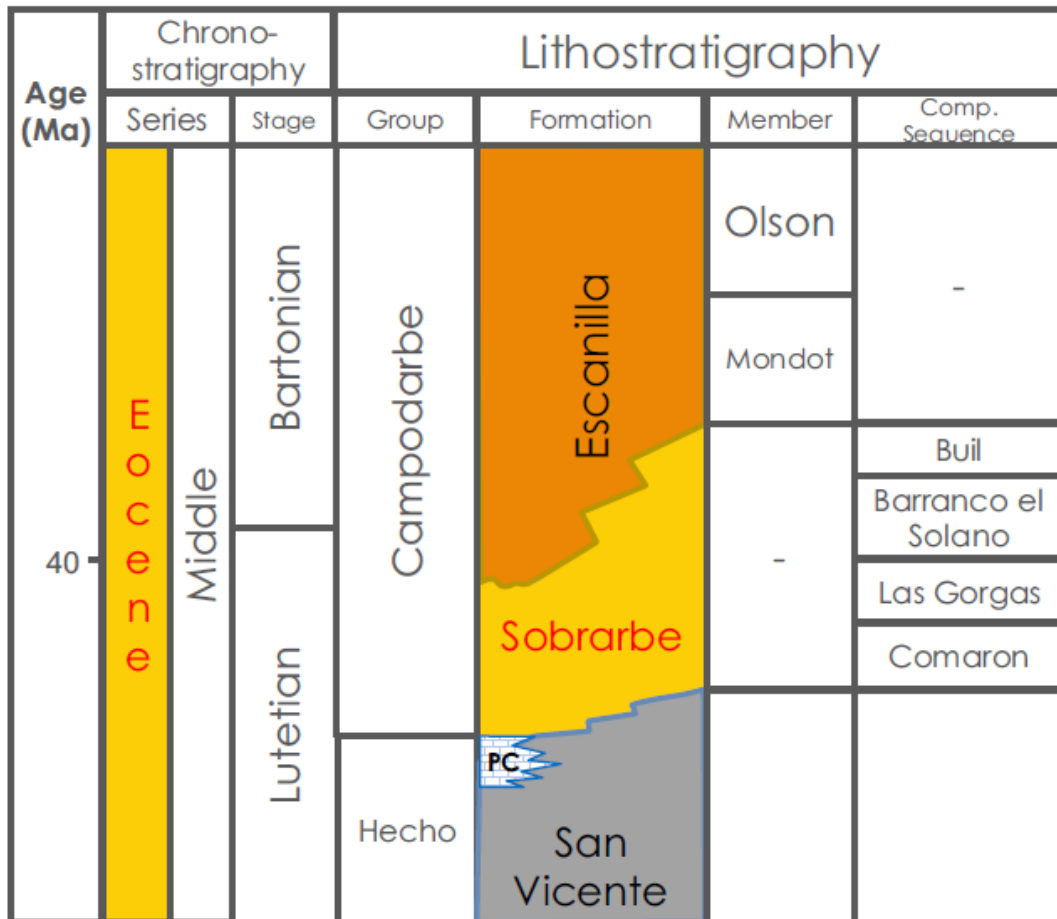 Age
(Ma)
Chrono-
stratigraphy
Lithostratigraphy
Series
Stage
Group
Formation
Member
Comp.
Sequence
40
Eocene
Middle
Bartonian
Lutetian
Campodarbe
Hecho
Escanilla
Sobrarbe
PC
San
Vicente
Olson
Mondot
-
-
Buil
Barranco el
Solano
Las Gorgas
Comaron